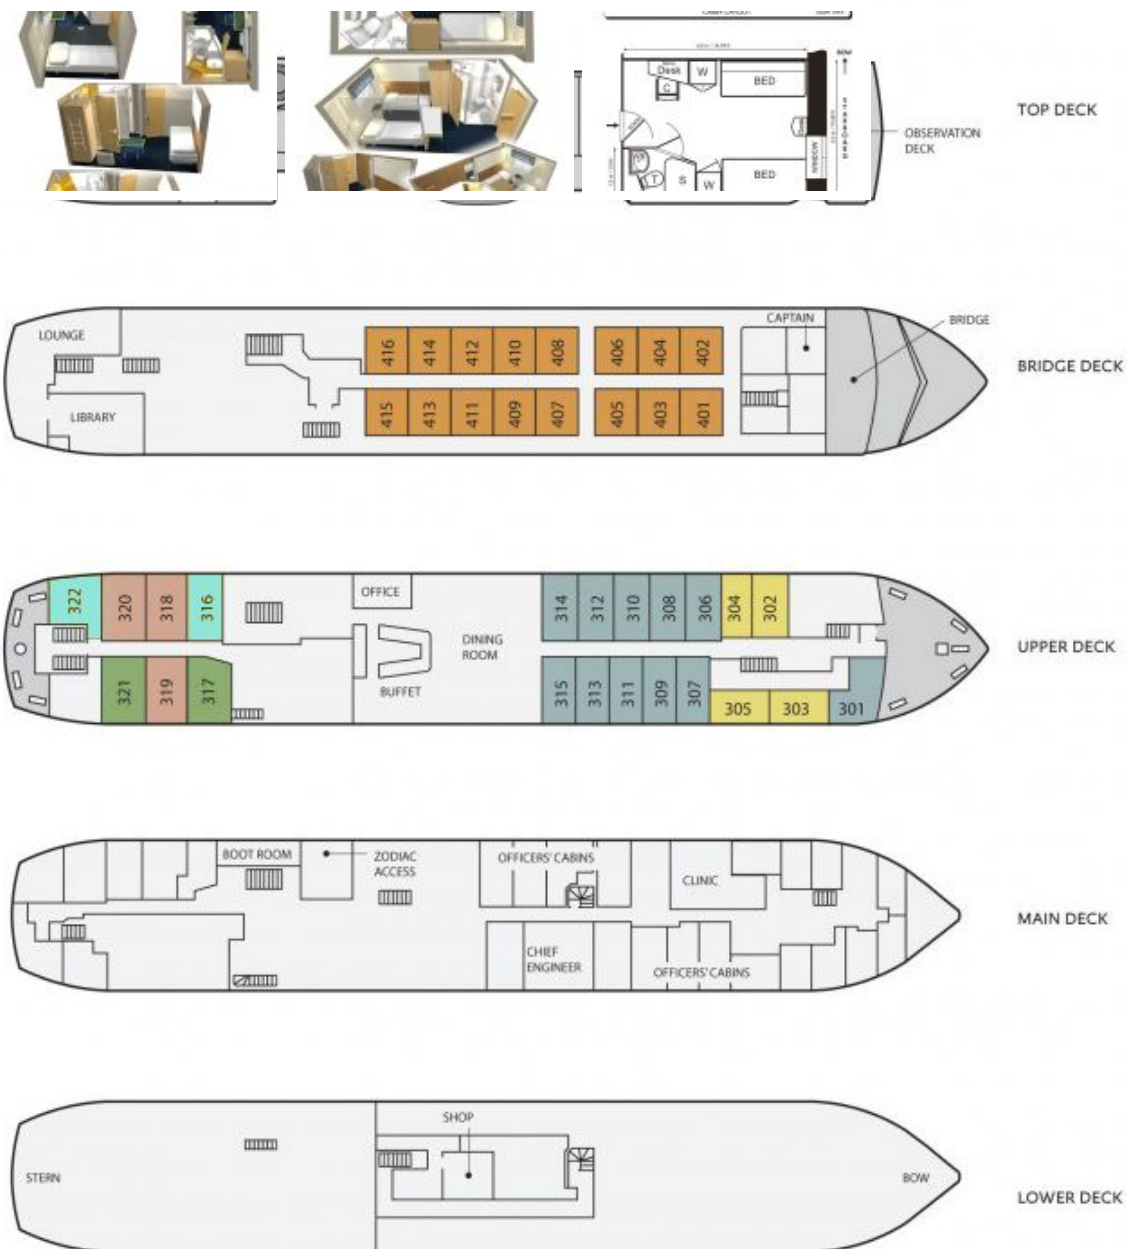 Desk
W
BED
C
BOW
WINDOW
T
S
W
BED
OBSERVATION
DECK
TOP DECK
LOUNGE
LIBRARY
416
414
412
410
408
406
404
402
415
413
411
409
407
405
403
401
CAPTAIN
BRIDGE
BRIDGE DECK
322
320
318
316
321
319
317
OFFICE
BUFFET
DINING
ROOM
314
312
310
308
306
304
302
315
313
311
309
307
305
303
301
UPPER DECK
BOOT ROOM
ZODIAC
ACCESS
OFFICERS' CABINS
CLINIC
CHIEF
ENGINEER
OFFICERS' CABINS
MAIN DECK
STERN
SHOP
BOW
LOWER DECK